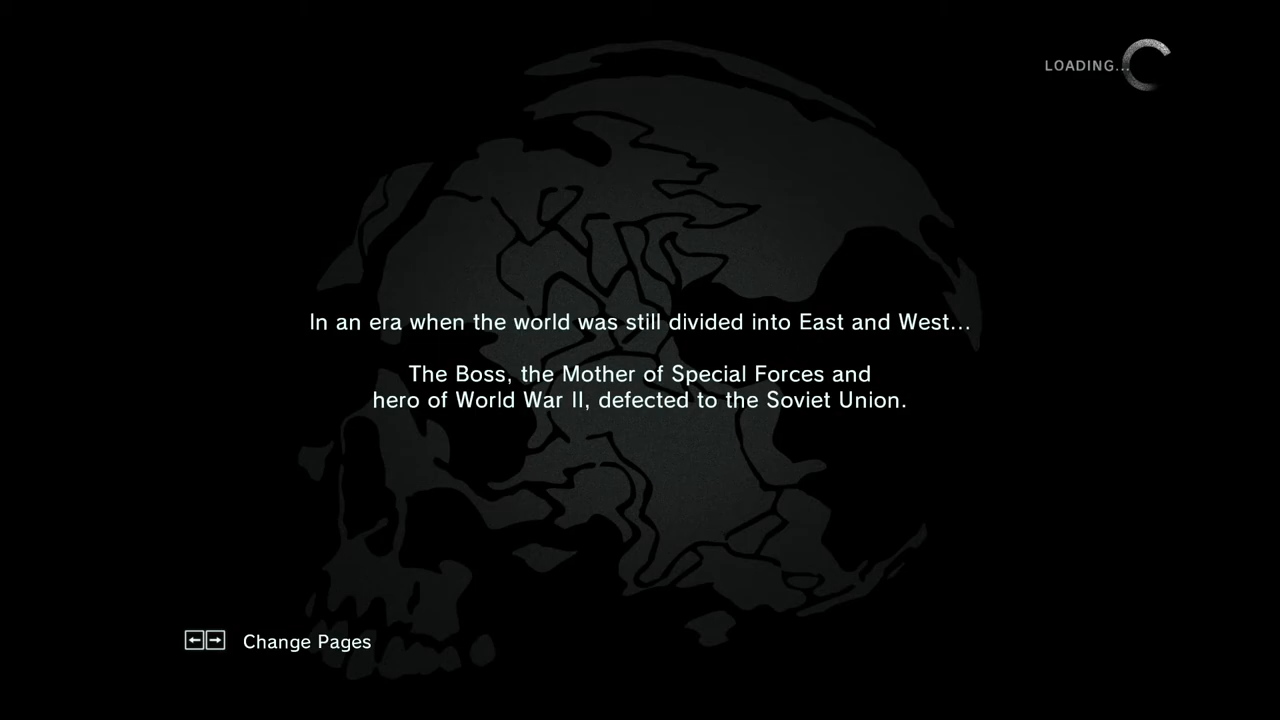 LOADING...
In an era when the world was still divided into East and West...
The Boss, the Mother of Special Forces and
hero of World War II, defected to the Soviet Union.
Change Pages